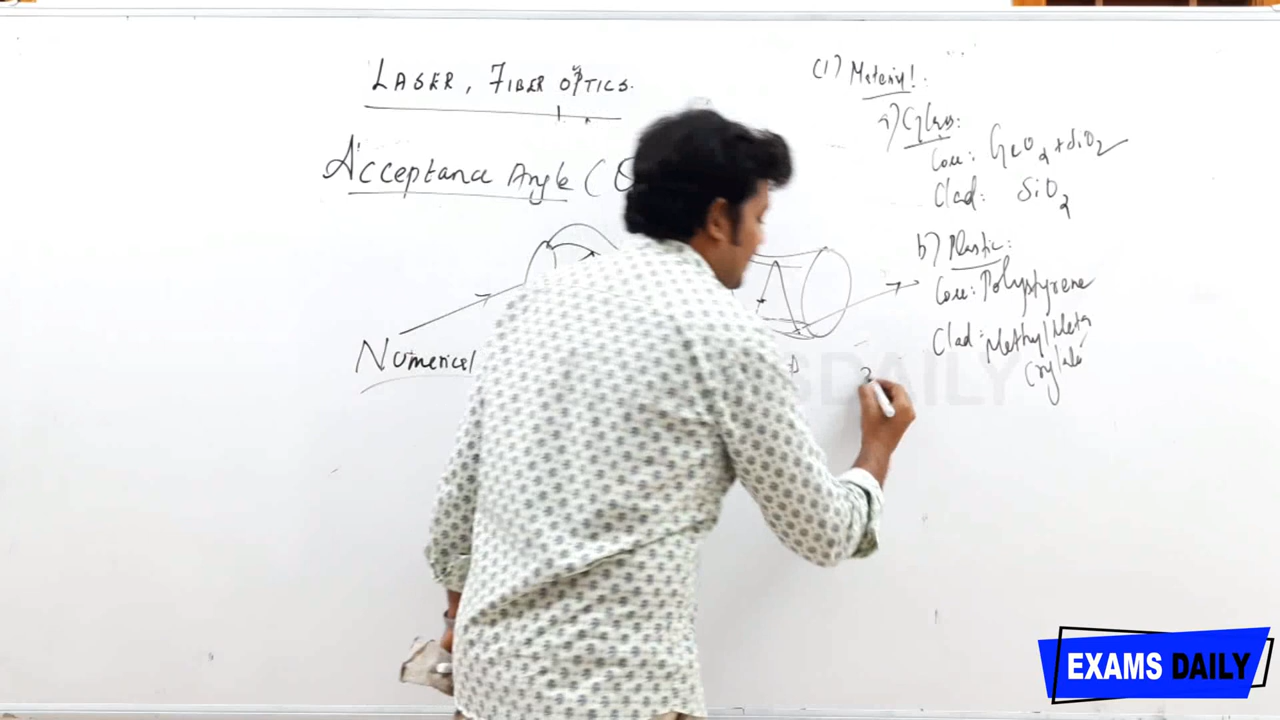 LASER, FIBER OPTICS.
Acceptance Angle (
Numerical
(1) Material:
a) Glass:
Core: GeO2 + SiO2
Clad: SiO2
b) Plastic:
Core: Polystyrene
Clad: Methyl Meta
crylate
SDAILY
EXAMS DAILY